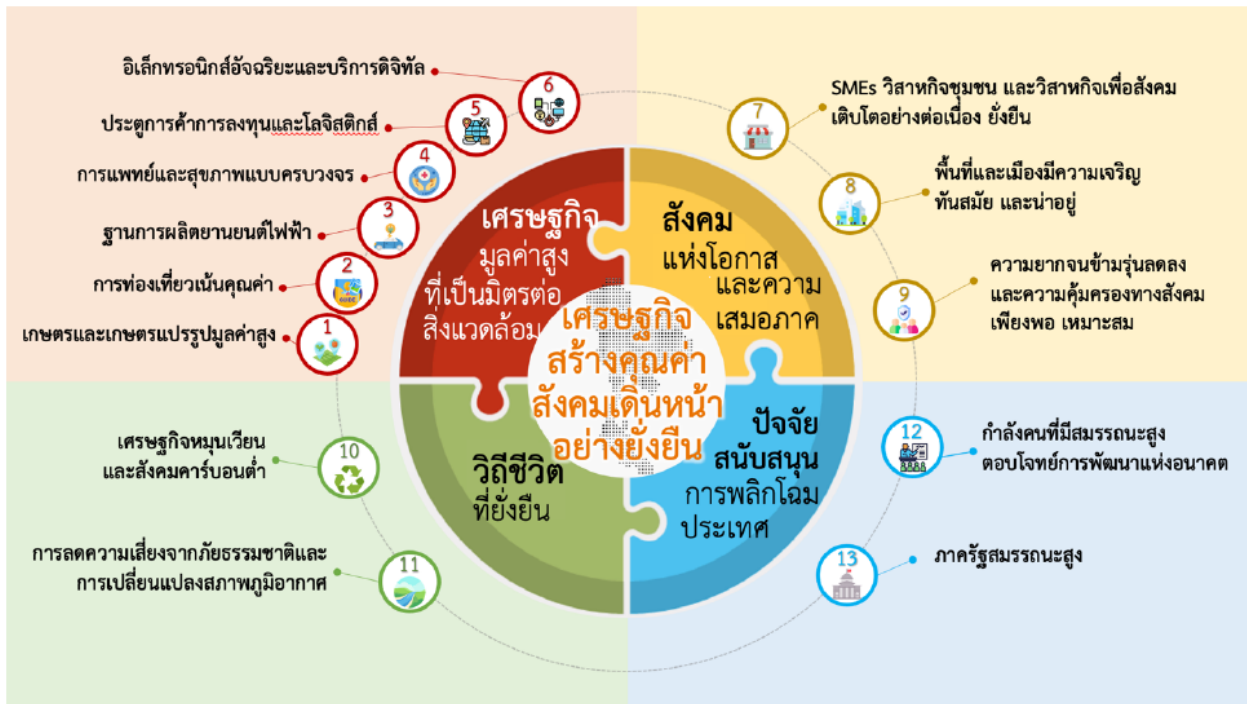 6
อิเล็กทรอนิกส์อัจฉริยะและบริการดิจิทัล
5
ประตูการค้าการลงทุนและโลจิสติกส์
4
การแพทย์และสุขภาพแบบครบวงจร
3
ฐานการผลิตยานยนต์ไฟฟ้า
2
การท่องเที่ยวเน้นคุณค่า
1
เกษตรและเกษตรแปรรูปมูลค่าสูง
7
SMEs วิสาหกิจชุมชน และวิสาหกิจเพื่อสังคม
เติบโตอย่างต่อเนื่อง ยั่งยืน
8
พื้นที่และเมืองมีความเจริญ
ทันสมัย และน่าอยู่
9
ความยากจนข้ามรุ่นลดลง
และความคุ้มครองทางสังคม
เพียงพอ เหมาะสม
เศรษฐกิจ
มูลค่าสูง
ที่เป็นมิตรต่อ
สิ่งแวดล้อม
สังคม
แห่งโอกาส
และความ
เสมอภาค
เศรษฐกิจ
สร้างคุณค่า
สังคมเดินหน้า
อย่างยั่งยืน
วิถีชีวิต
ที่ยั่งยืน
ปัจจัย
สนับสนุน
การพลิกโฉม
ประเทศ
10
เศรษฐกิจหมุนเวียน
และสังคมคาร์บอนต่ำ
11
การลดความเสี่ยงจากภัยธรรมชาติและ
การเปลี่ยนแปลงสภาพภูมิอากาศ
12
กำลังคนที่มีสมรรถนะสูง
ตอบโจทย์การพัฒนาแห่งอนาคต
13
ภาครัฐสมรรถนะสูง